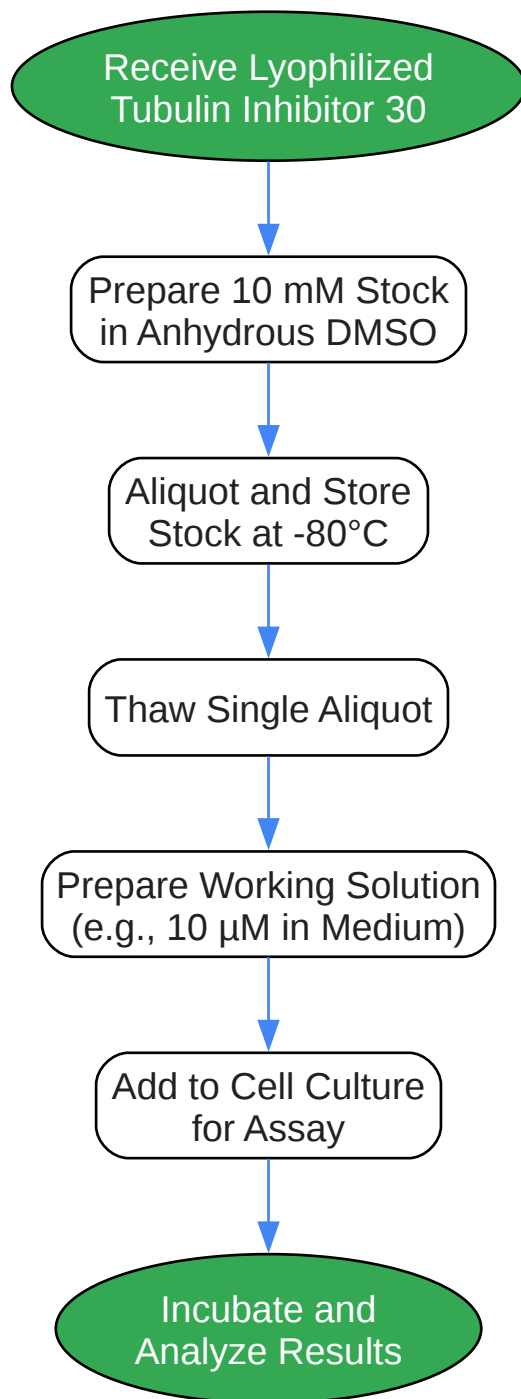 Receive Lyophilized
Tubulin Inhibitor 30
Prepare 10 mM Stock
in Anhydrous DMSO
Aliquot and Store
Stock at -80°C
Thaw Single Aliquot
Prepare Working Solution
(e.g., 10 µM in Medium)
Add to Cell Culture
for Assay
Incubate and
Analyze Results